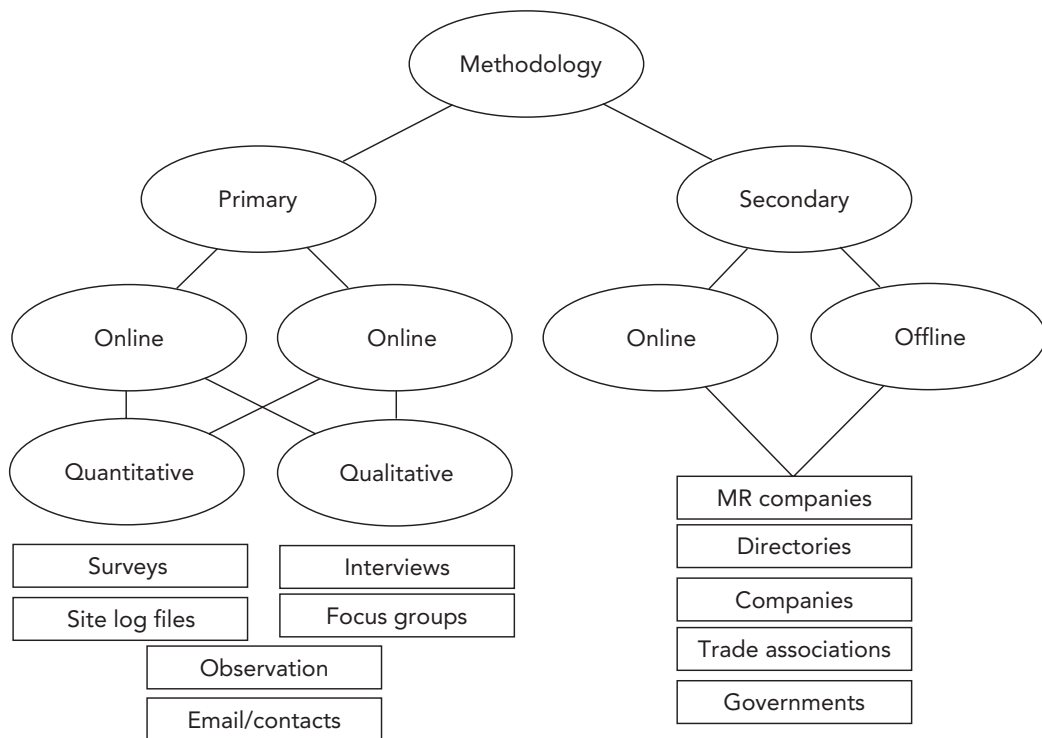 Methodology
Primary
Secondary
Online
Online
Online
Offline
Quantitative
Qualitative
MR companies
Directories
Surveys
Interviews
Companies
Site log files
Focus groups
Trade associations
Observation
Governments
Email/contacts